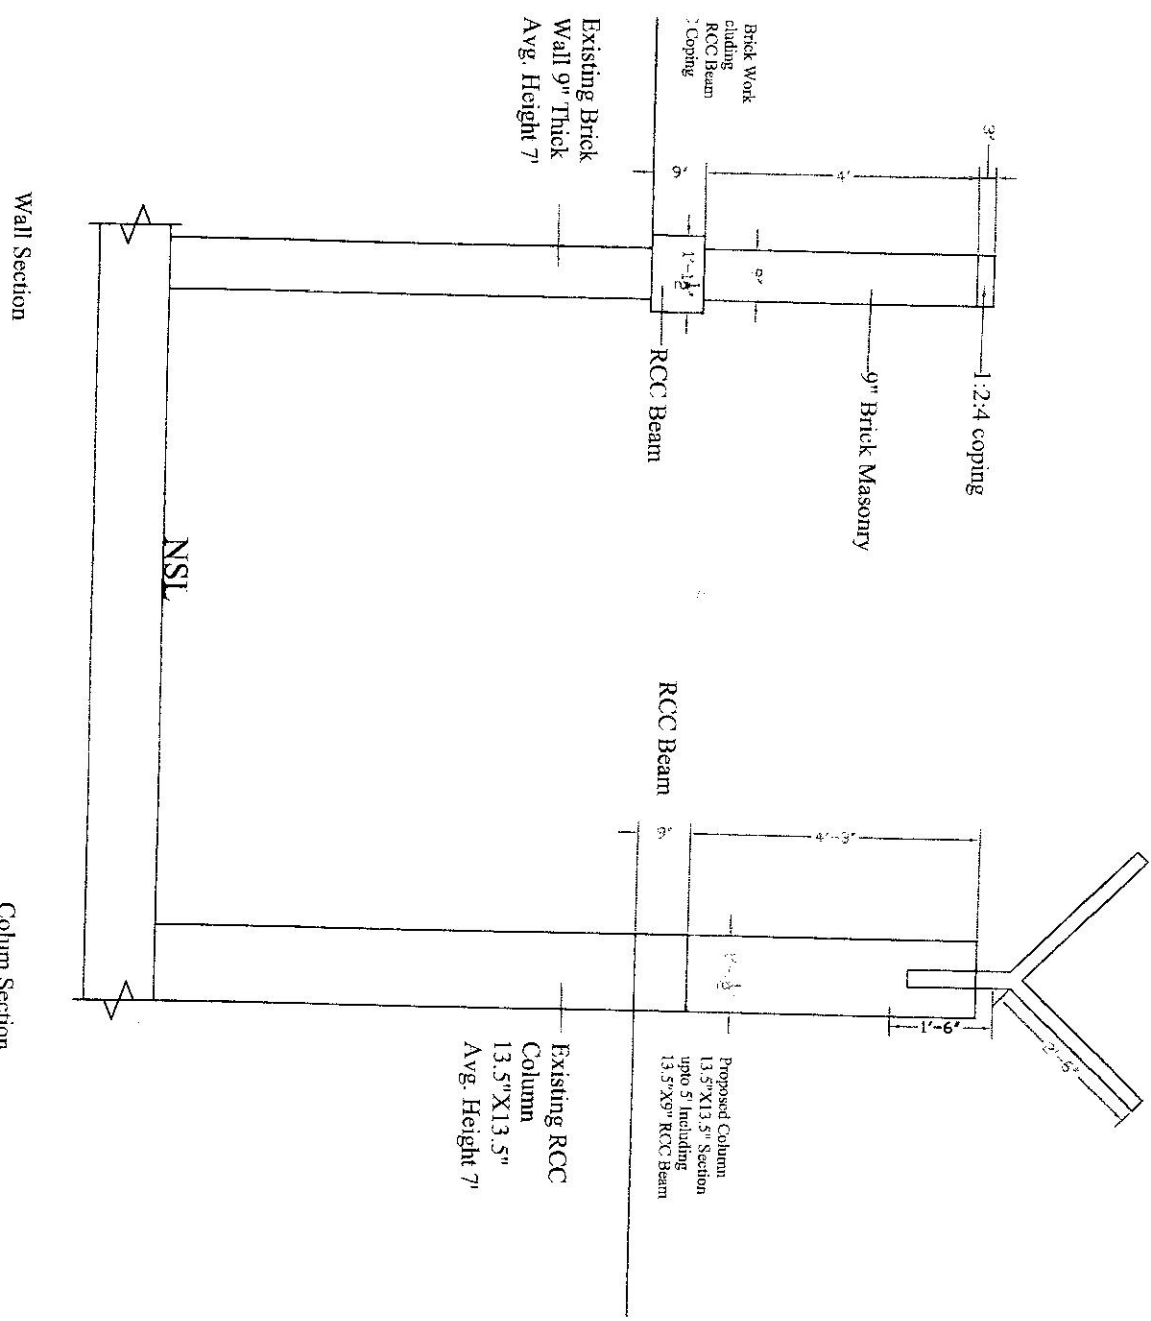 Brick Work
cluding
RCC Beam
Coping
Existing Brick
Wall 9" Thick
Avg. Height 7'
3"
4'
9"
9"
1:2:4 coping
9" Brick Masonry
RCC Beam
NSL
RCC Beam
9"
4'-3"
1'-6"
2'-6"
Proposed Column
13.5"X13.5" Section
upto 5' Including
13.5"X9" RCC Beam
Existing RCC
Column
13.5"X13.5"
Avg. Height 7'
Wall Section
Colum Section